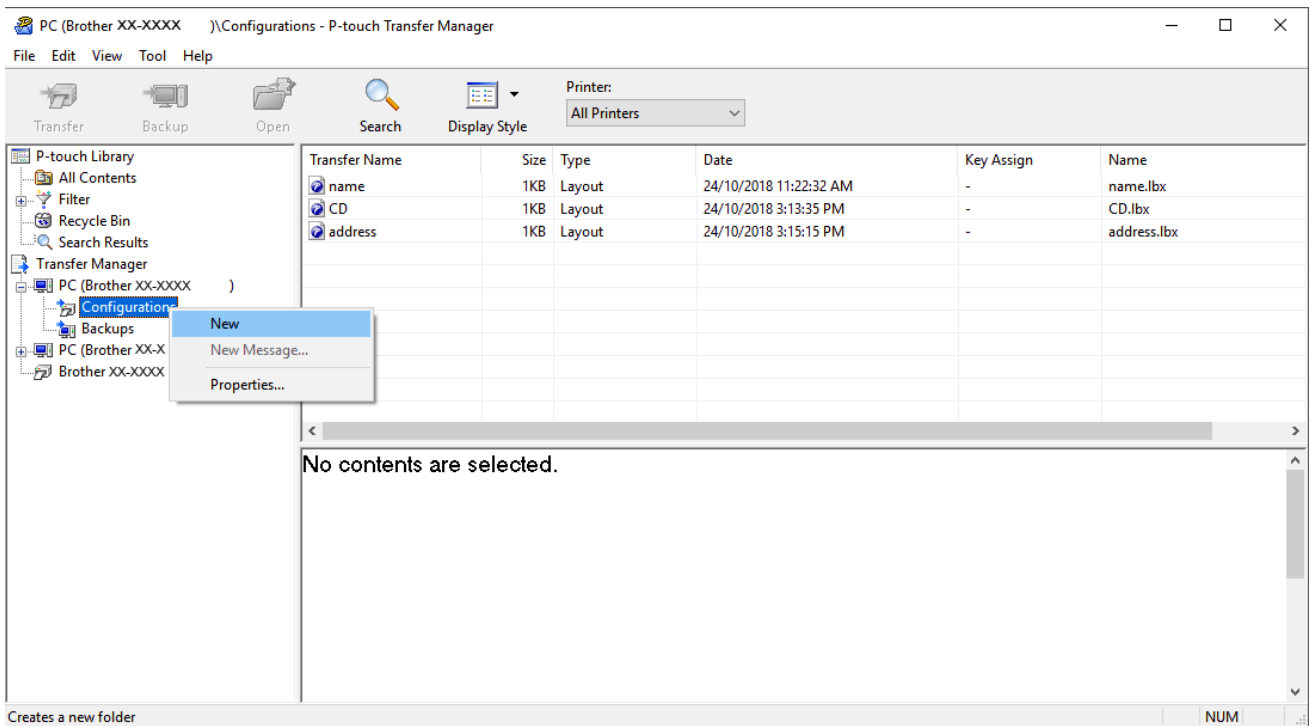 PC (Brother XX-XXXX )\Configurations - P-touch Transfer Manager
File Edit View Tool Help
Transfer Backup Open Search Display Style
Printer:
All Printers
P-touch Library
All Contents
Filter
Recycle Bin
Search Results
Transfer Manager
PC (Brother XX-XXXX )
Configurations
Backups
PC (Brother XX-X
Brother XX-XXXX
New
New Message...
Properties...
Transfer Name Size Type Date Key Assign Name
name 1KB Layout 24/10/2018 11:22:32 AM - name.lbx
CD 1KB Layout 24/10/2018 3:13:35 PM - CD.lbx
address 1KB Layout 24/10/2018 3:15:15 PM - address.lbx
No contents are selected.
Creates a new folder NUM